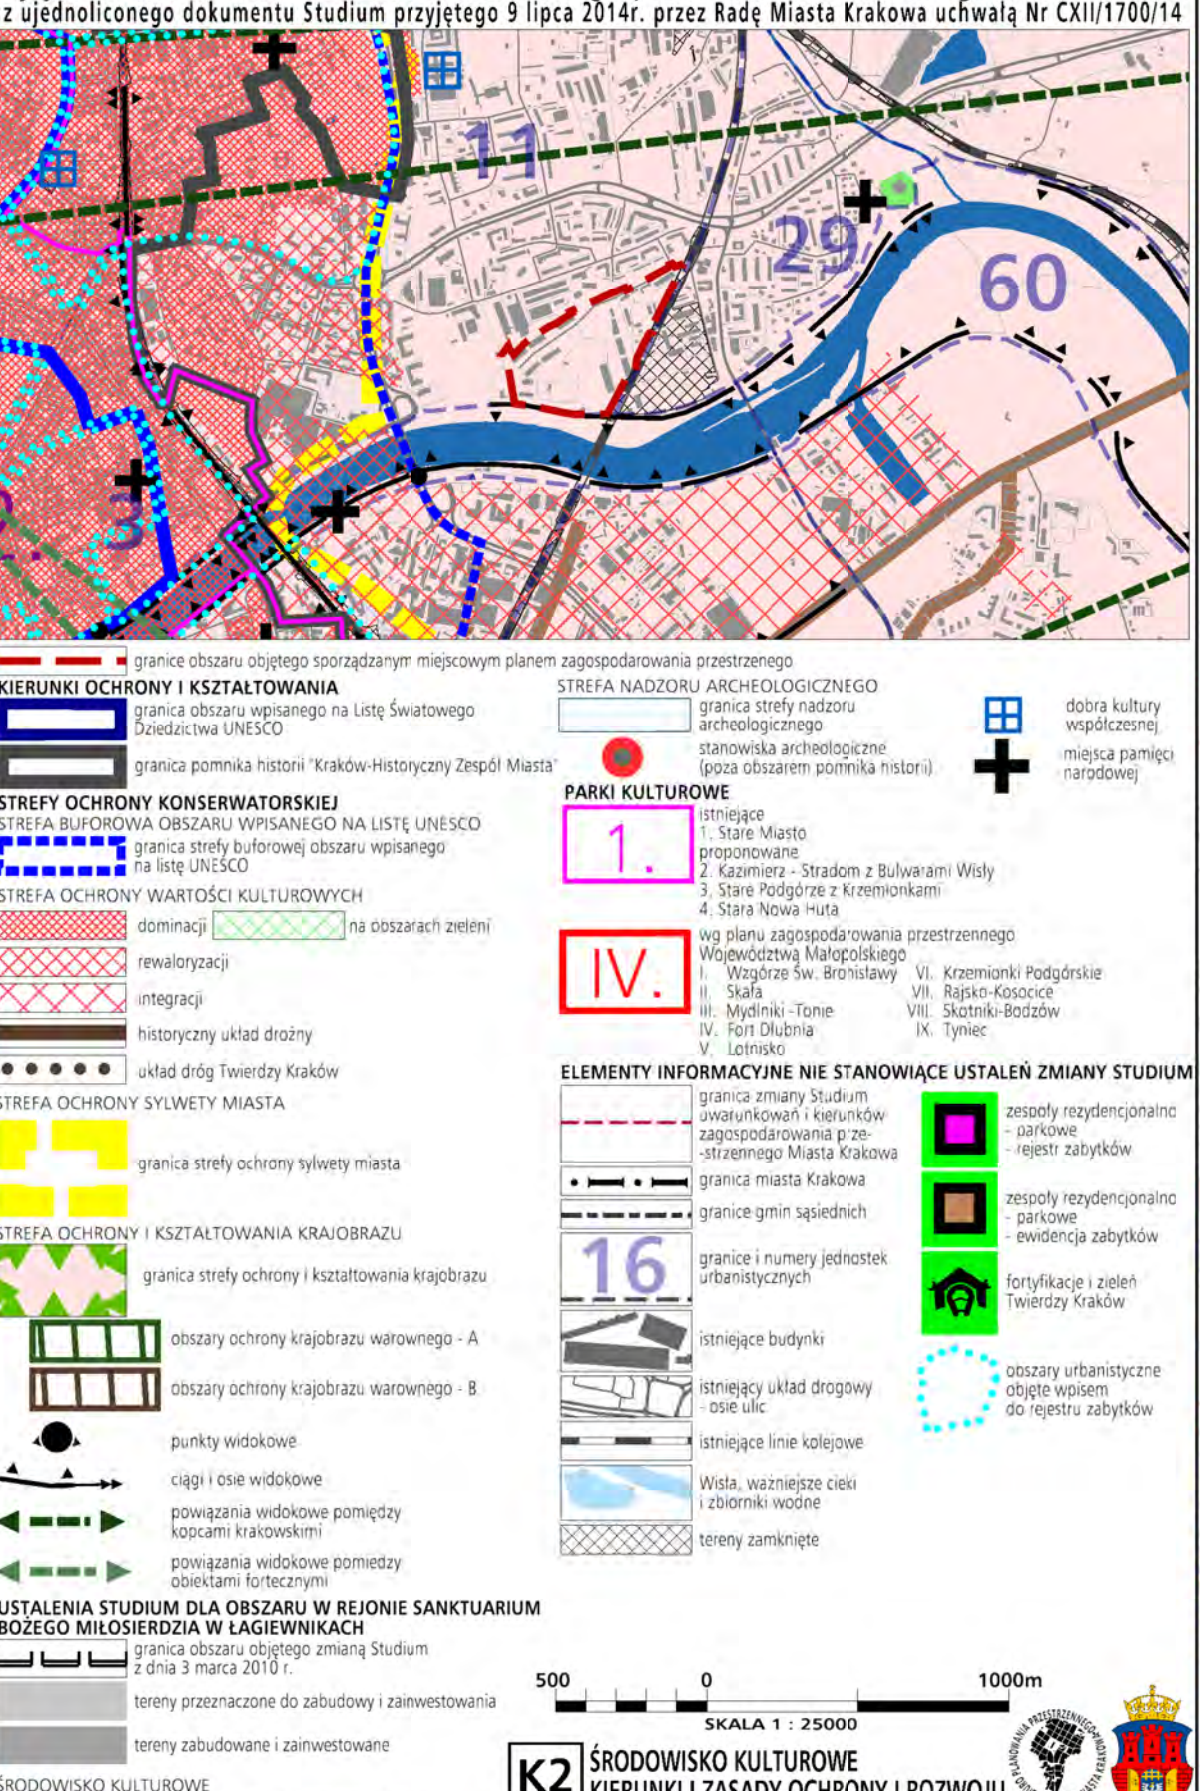 z ujednoliconego dokumentu Studium przyjętego 9 lipca 2014r. przez Radę Miasta Krakowa uchwałą Nr CXII/1700/14
11
29
60
3
granice obszaru objętego sporządzanym miejscowym planem zagospodarowania przestrzenego
KIERUNKI OCHRONY I KSZTAŁTOWANIA
granica obszaru wpisanego na Listę Światowego
Dziedzictwa UNESCO
granica pomnika historii "Kraków-Historyczny Zespół Miasta"
STREFY OCHRONY KONSERWATORSKIEJ
STREFA BUFOROWA OBSZARU WPISANEGO NA LISTĘ UNESCO
granica strefy buforowej obszaru wpisanego
na listę UNESCO
STREFA OCHRONY WARTOŚCI KULTUROWYCH
dominacji
na obszarach zieleni
rewaloryzacji
integracji
historyczny układ drożny
układ dróg Twierdzy Kraków
STREFA OCHRONY SYLWETY MIASTA
granica strefy ochrony sylwety miasta
STREFA OCHRONY I KSZTAŁTOWANIA KRAJOBRAZU
granica strefy ochrony i kształtowania krajobrazu
obszary ochrony krajobrazu warownego - A
obszary ochrony krajobrazu warownego - B
punkty widokowe
ciągi i osie widokowe
powiązania widokowe pomiędzy
kopcami krakowskimi
powiązania widokowe pomiedzy
obiektami fortecznymi
USTALENIA STUDIUM DLA OBSZARU W REJONIE SANKTUARIUM
BOŻEGO MIŁOSIERDZIA W ŁAGIEWNIKACH
granica obszaru objętego zmianą Studium
z dnia 3 marca 2010 r.
tereny przeznaczone do zabudowy i zainwestowania
tereny zabudowane i zainwestowane
ŚRODOWISKO KULTUROWE
STREFA NADZORU ARCHEOLOGICZNEGO
granica strefy nadzoru
archeologicznego
stanowiska archeologiczne
(poza obszarem pomnika historii)
dobra kultury
współczesnej
miejsca pamięci
narodowej
PARKI KULTUROWE
1.
istniejące
1. Stare Miasto
proponowane
2. Kazimierz - Stradom z Bulwarami Wisły
3. Stare Podgórze z Krzemionkami
4. Stara Nowa Huta
IV.
wg planu zagospodarowania przestrzennego
Województwa Małopolskiego
I. Wzgórze Św. Bronisławy VI. Krzemionki Podgórskie
II. Skała VII. Rajsko-Kosocice
III. Mydlniki -Tonie VIII. Skotniki-Bodzów
IV. Fort Dłubnia IX. Tyniec
V. Lotnisko
ELEMENTY INFORMACYJNE NIE STANOWIĄCE USTALEŃ ZMIANY STUDIUM
granica zmiany Studium
uwarunkowań i kierunków
zagospodarowania prze-
-strzennego Miasta Krakowa
granica miasta Krakowa
granice gmin sąsiednich
16
granice i numery jednostek
urbanistycznych
istniejące budynki
istniejący układ drogowy
- osie ulic
istniejące linie kolejowe
Wisła, ważniejsze cieki
i zbiorniki wodne
tereny zamknięte
zespoły rezydencjonalno
- parkowe
- rejestr zabytków
zespoły rezydencjonalno
- parkowe
- ewidencja zabytków
fortyfikacje i zieleń
Twierdzy Kraków
obszary urbanistyczne
objęte wpisem
do rejestru zabytków
500 0 1000m
SKALA 1 : 25000
K2
ŚRODOWISKO KULTUROWE
KIERUNKI I ZASADY OCHRONY I ROZWOJU